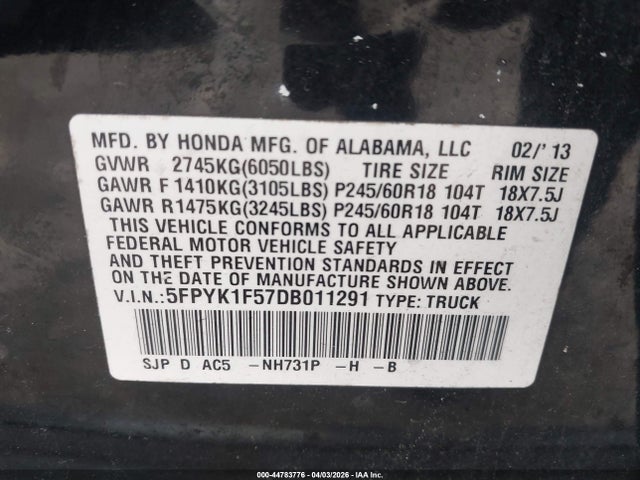 MFD. BY HONDA MFG. OF ALABAMA, LLC 02/'13
GVWR 2745KG(6050LBS) TIRE SIZE RIM SIZE
GAWR F 1410KG(3105LBS) P245/60R18 104T 18X7.5J
GAWR R1475KG(3245LBS) P245/60R18 104T 18X7.5J
THIS VEHICLE CONFORMS TO ALL APPLICABLE
FEDERAL MOTOR VEHICLE SAFETY
AND THEFT PREVENTION STANDARDS IN EFFECT
ON THE DATE OF MANUFACTURE SHOWN ABOVE.
V.I.N.: 5FPYK1F57DB011291 TYPE: TRUCK
SJP D AC5 -NH731P -H -B
000-44783776 - 04/03/2026 - IAA Inc.